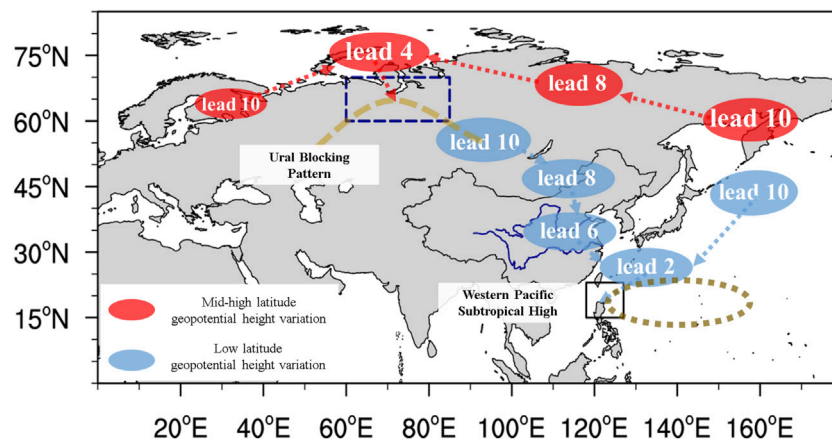 75°N
60°N
45°N
30°N
15°N
lead 4
lead 8
lead 10
lead 10
lead 10
lead 8
lead 10
lead 6
lead 2
Ural Blocking
Pattern
Western Pacific
Subtropical High
Mid-high latitude
geopotential height variation
Low latitude
geopotential height variation
20°E 40°E 60°E 80°E 100°E 120°E 140°E 160°E